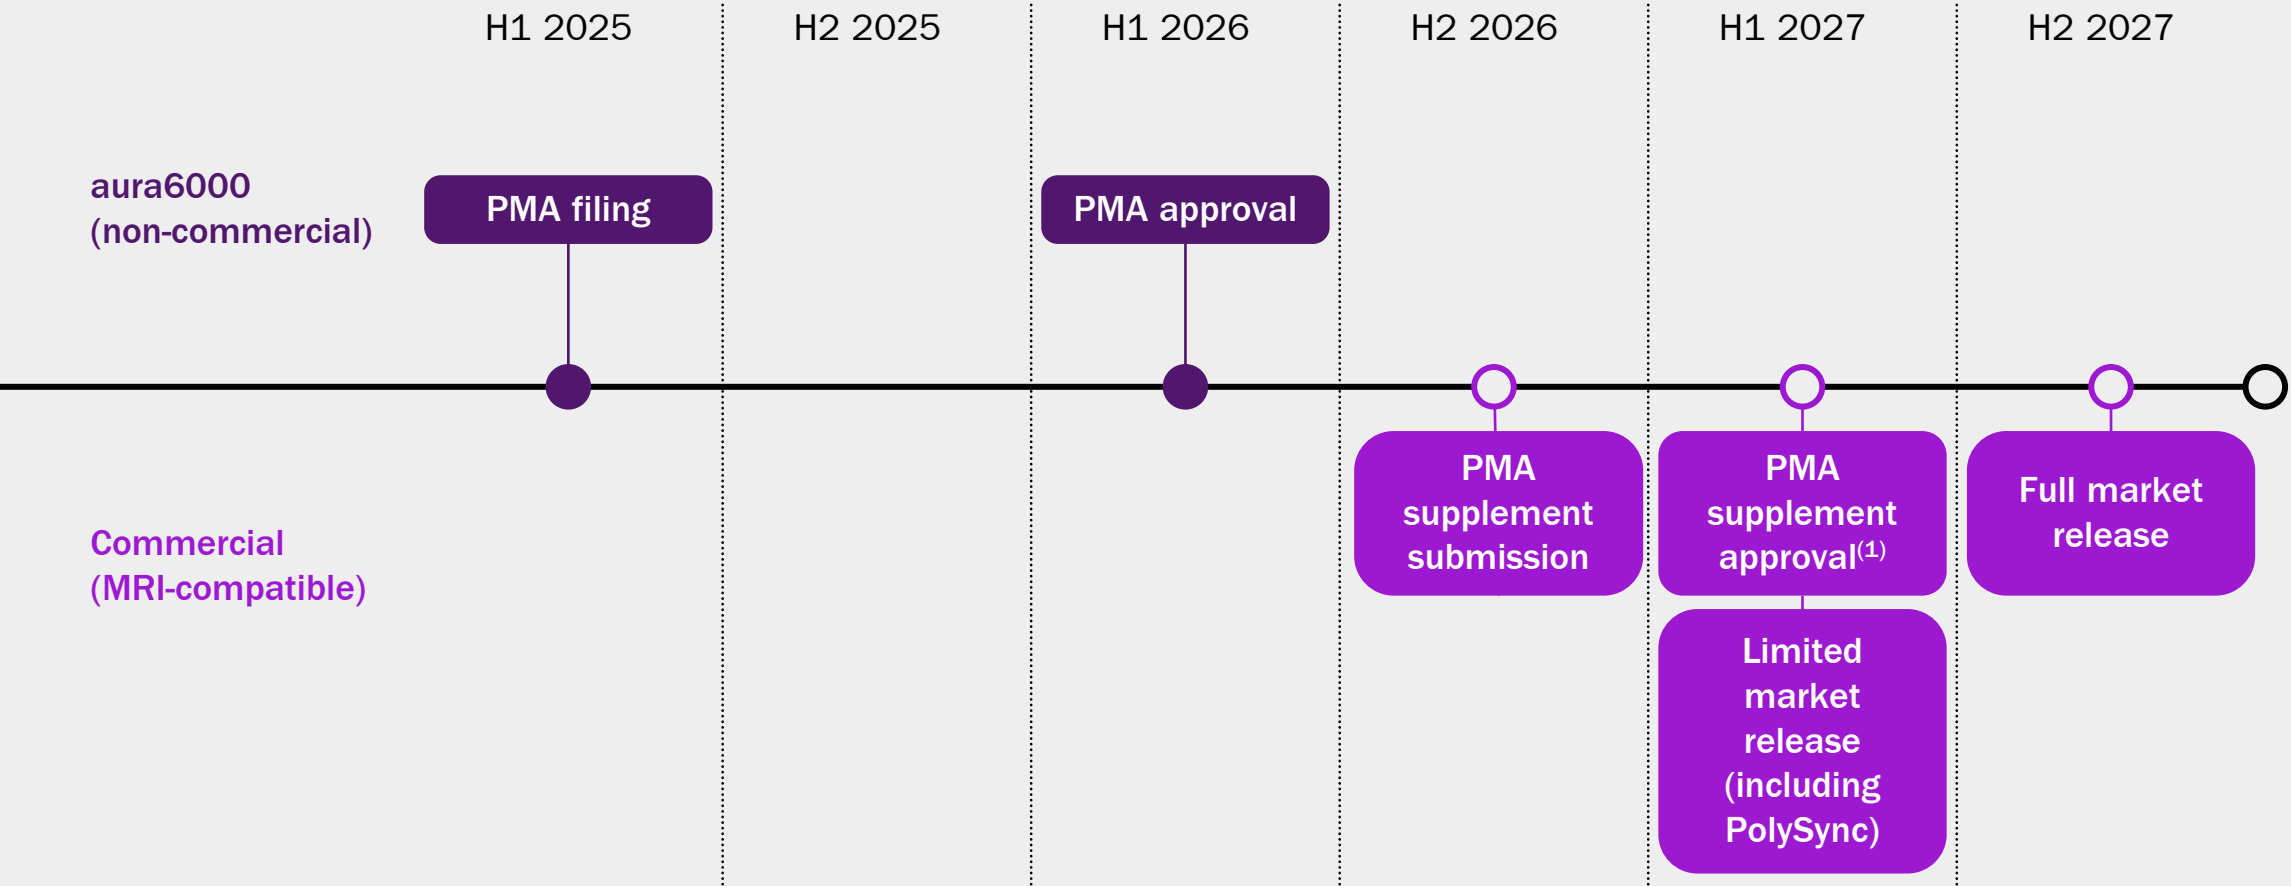 H1 2025
H2 2025
H1 2026
H2 2026
H1 2027
H2 2027
aura6000
(non-commercial)
PMA filing
PMA approval
Commercial
(MRI-compatible)
PMA
supplement
submission
PMA
supplement
approval(1)
Limited
market
release
(including
PolySync)
Full market
release